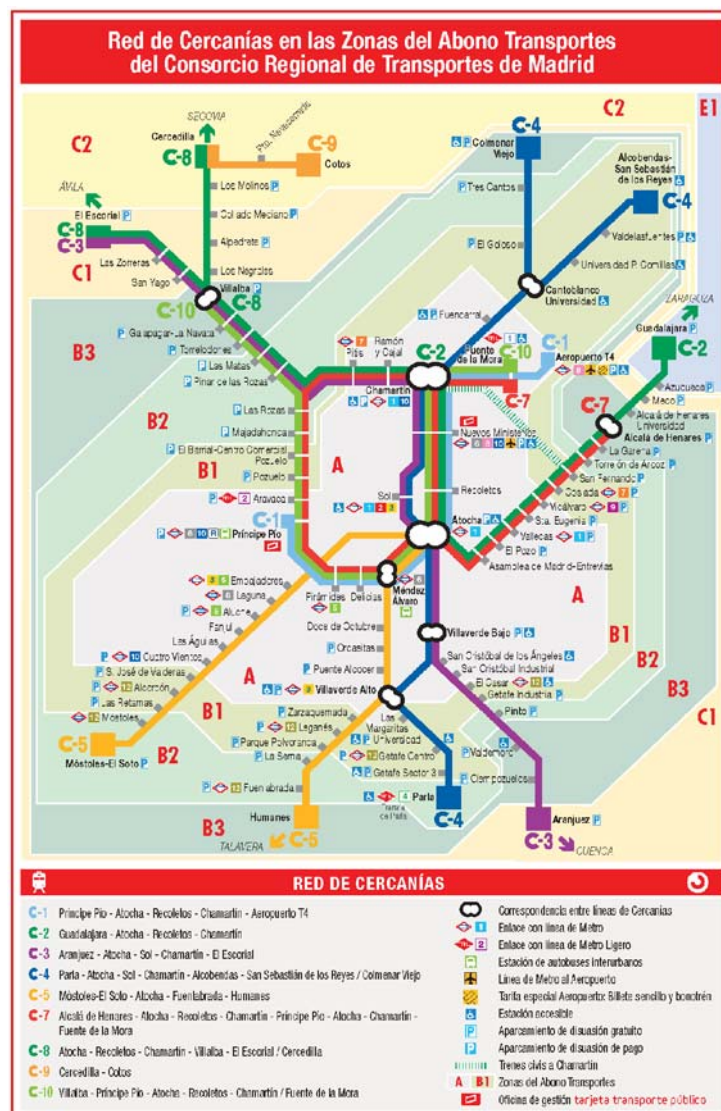 Red de Cercanías en las Zonas del Abono Transportes
del Consorcio Regional de Transportes de Madrid
C2
E1
SEGOVIA
Cercedilla
C-8
C-9
Cotos
C-4
Colmenar
Viejo
Alcobendas-
San Sebastián
de los Reyes
C-4
C2
ÁVILA
El Escorial P
C-8
C-3
C1
Los Molinos P
Collado Mediano P
Alpedrete P
Los Negrales
Las Zorreras
San Yago
Villalba P
C-10
C-8
Tres Cantos
El Goloso
Valdelasfuentes
Universidad P. Comillas
Cantoblanco
Universidad
ZARAGOZA
Guadalajara P
C-2
B3
Galapagar-La Navata
Torrelodones
Las Matas
Pinar de las Rozas
Fuencarral
Pitis
Ramón
y Cajal
C-2
Chamartín
Fuente
de la Mora
C-10
C-1
Aeropuerto T4
C-7
Azuqueca
Meco P
Alcalá de Henares
Universidad
Alcalá de Henares P
C-7
B2
Las Rozas
Majadahonda
El Barrial-Centro Comercial
Pozuelo
B1
Pozuelo
A
Nuevos Ministerios
La Garena
Torrejón de Ardoz
San Fernando
Coslada
Vicálvaro
Sta. Eugenia
Vallecas
El Pozo
Asamblea de Madrid-Entrevías
Sol
Recoletos
Aravaca
C-1
Príncipe Pío
Atocha
Embajadores
Laguna
Aluche
Fanjul
Las Águilas
Cuatro Vientos
S. José de Valderas
Alcorcón
Las Retamas
Móstoles
C-5
Móstoles-El Soto P
Pirámides
Delicias
Méndez
Álvaro
Doce de Octubre
Orcasitas
Puente Alcocer
Villaverde Alto
Villaverde Bajo
A
B1
B2
B3
C1
San Cristóbal de los Ángeles
San Cristóbal Industrial
El Casar
Getafe Industrial
Pinto P
Valdemoro
Ciempozuelos
A
B1
B2
Zarzaquemada
Leganés
Parque Polvoranca
La Serna
Fuenlabrada
Las
Margaritas
Universidad
Getafe Centro
Getafe Sector 3
Humanes
C-5
B3
TALAVERA
Parla
C-4
Aranjuez P
C-3
CUENCA
RED DE CERCANÍAS
C-1 Príncipe Pío - Atocha - Recoletos - Chamartín - Aeropuerto T4
C-2 Guadalajara - Atocha - Recoletos - Chamartín
C-3 Aranjuez - Atocha - Sol - Chamartín - El Escorial
C-4 Parla - Atocha - Sol - Chamartín - Alcobendas - San Sebastián de los Reyes / Colmenar Viejo
C-5 Móstoles-El Soto - Atocha - Fuenlabrada - Humanes
C-7 Alcalá de Henares - Atocha - Recoletos - Chamartín - Príncipe Pío - Atocha - Chamartín -
Fuente de la Mora
C-8 Atocha - Recoletos - Chamartín - Villalba - El Escorial / Cercedilla
C-9 Cercedilla - Cotos
C-10 Villalba - Príncipe Pío - Atocha - Recoletos - Chamartín / Fuente de la Mora
Correspondencia entre líneas de Cercanías
1 Enlace con línea de Metro
2 Enlace con línea de Metro Ligero
Estación de autobuses interurbanos
Línea de Metro al Aeropuerto
Tarifa especial Aeropuerto: Billete sencillo y bonotrén
Estación accesible
P Aparcamiento de disuasión gratuito
P Aparcamiento de disuasión de pago
Trenes civis a Chamartín
A B1 Zonas del Abono Transportes
Oficina de gestión tarjeta transporte público